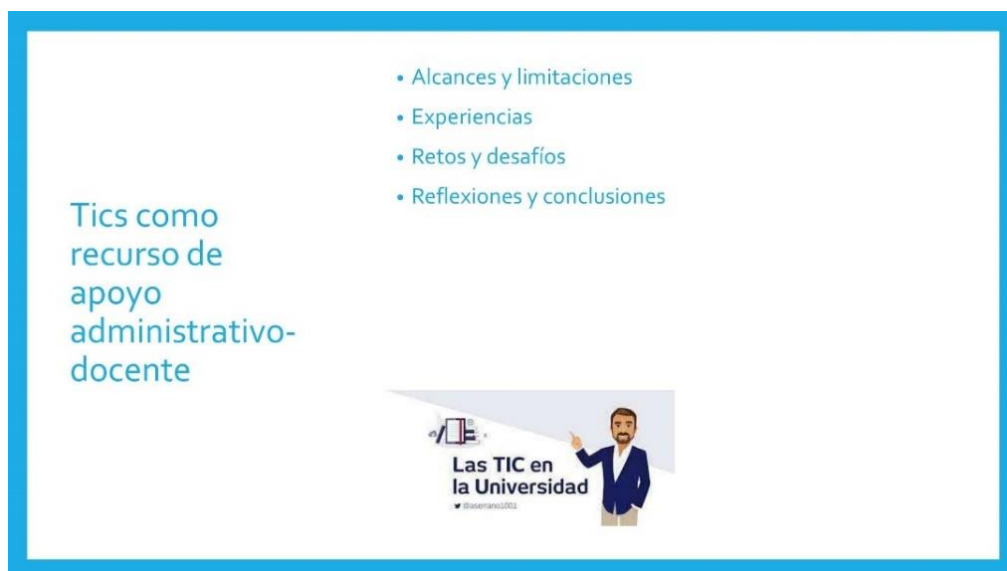 Tics como
recurso de
apoyo
administrativo-
docente
• Alcances y limitaciones
• Experiencias
• Retos y desafíos
• Reflexiones y conclusiones
Las TIC en
la Universidad
@aserrano1001